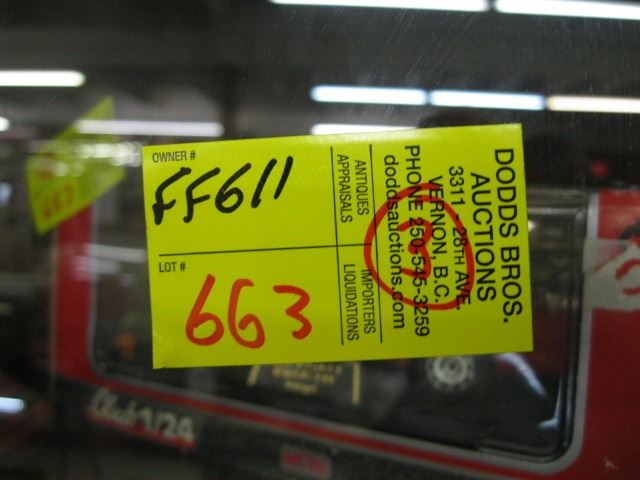 OWNER #
FF611
LOT #
663
ANTIQUES
APPRAISALS
IMPORTERS
LIQUIDATIONS
DODDS BROS.
AUCTIONS
3311 - 28TH AVE.
VERNON, B.C.
PHONE 250-545-3259
doddsauctions.com
3
Club 1/24